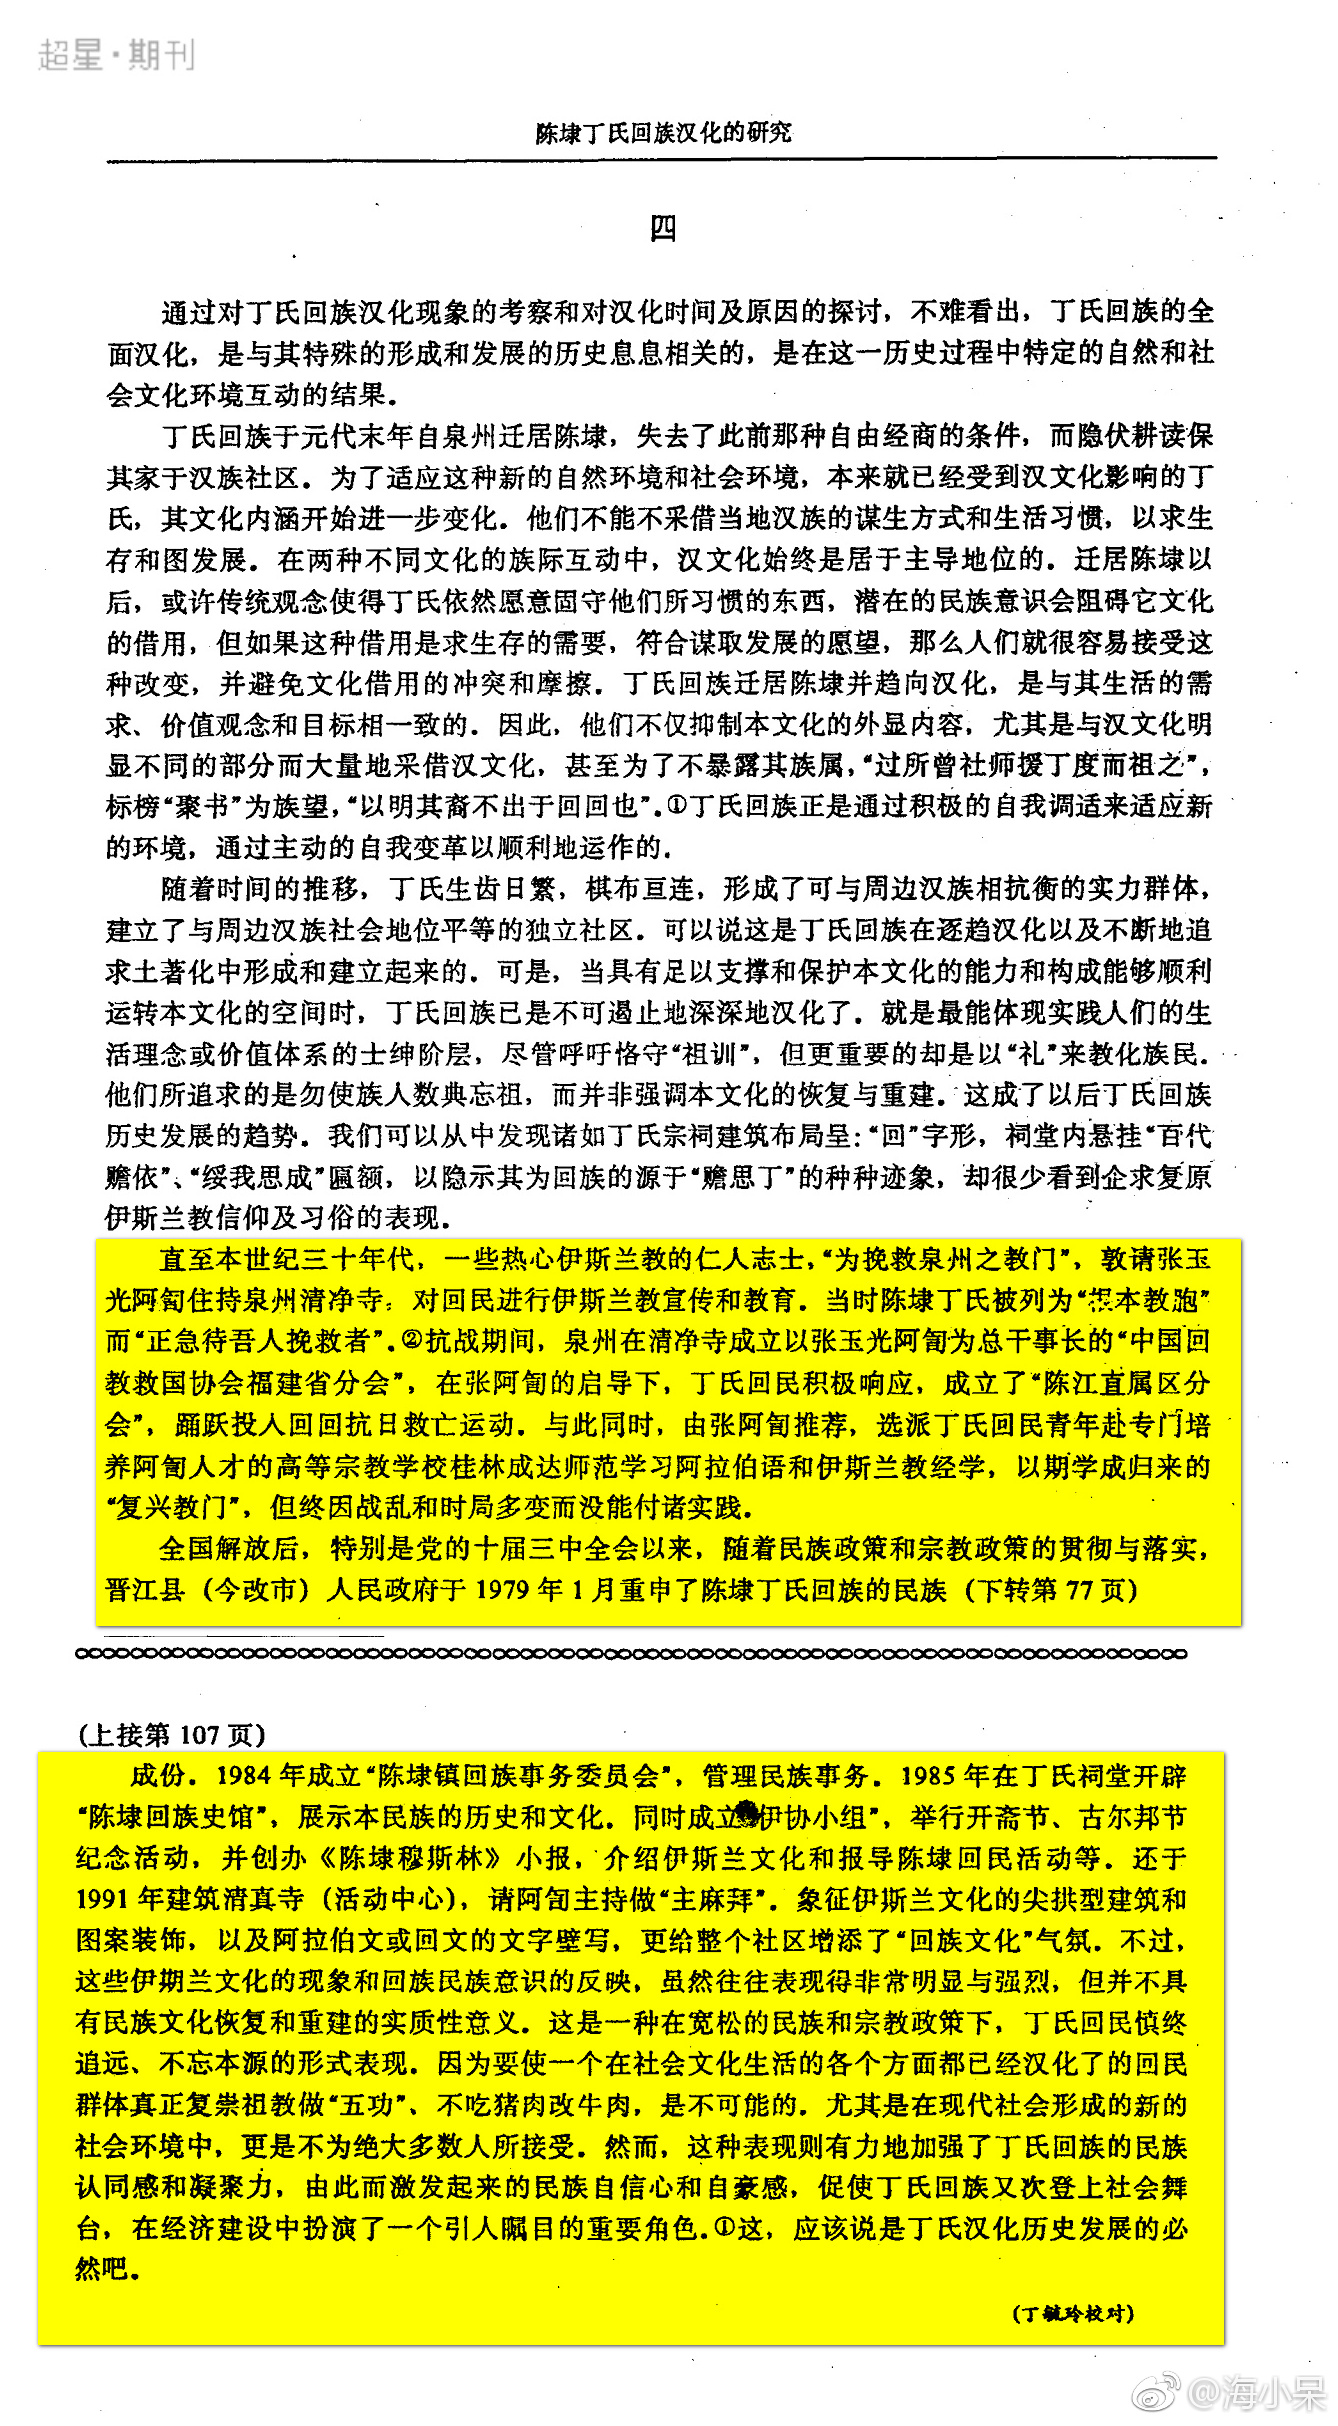 超星·期刊
陈埭丁氏回族汉化的研究
四
通过对丁氏回族汉化现象的考察和对汉化时间及原因的探讨，不难看出，丁氏回族的全
面汉化，是与其特殊的形成和发展的历史息息相关的，是在这一历史过程中特定的自然和社
会文化环境互动的结果。
丁氏回族于元代末年自泉州迁居陈埭，失去了此前那种自由经商的条件，而隐伏耕读保
其家于汉族社区。为了适应这种新的自然环境和社会环境，本来就已经受到汉文化影响的丁
氏，其文化内涵开始进一步变化。他们不能不采借当地汉族的谋生方式和生活习惯，以求生
存和图发展。在两种不同文化的族际互动中，汉文化始终是居于主导地位的。迁居陈埭以
后，或许传统观念使得丁氏依然愿意固守他们所习惯的东西，潜在的民族意识会阻碍它文化
的借用，但如果这种借用是求生存的需要，符合谋取发展的愿望，那么人们就很容易接受这
种改变，并避免文化借用的冲突和摩擦。丁氏回族迁居陈埭并趋向汉化，是与其生活的需
求、价值观念和目标相一致的。因此，他们不仅抑制本文化的外显内容，尤其是与汉文化明
显不同的部分而大量地采借汉文化，甚至为了不暴露其族属，“过所曾社师援丁度而祖之”，
标榜“聚书”为族望，“以明其裔不出于回回也”。①丁氏回族正是通过积极的自我调适来适应新
的环境，通过主动的自我变革以顺利地运作的。
随着时间的推移，丁氏生齿日繁，棋布亘连，形成了可与周边汉族相抗衡的实力群体，
建立了与周边汉族社会地位平等的独立社区。可以说这是丁氏回族在逐趋汉化以及不断地追
求土著化中形成和建立起来的。可是，当具有足以支撑和保护本文化的能力和构成能够顺利
运转本文化的空间时，丁氏回族已是不可遏止地深深地汉化了。就是最能体现实践人们的生
活理念或价值体系的士绅阶层，尽管呼吁恪守“祖训”，但更重要的却是以“礼”来教化族民。
他们所追求的是勿使族人数典忘祖，而并非强调本文化的恢复与重建。这成了以后丁氏回族
历史发展的趋势。我们可以从中发现诸如丁氏宗祠建筑布局呈：“回”字形，祠堂内悬挂“百代
赡依”、“绥我思成”匾额，以隐示其为回族的源于“赡思丁”的种种迹象，却很少看到企求复原
伊斯兰教信仰及习俗的表现。
直至本世纪三十年代，一些热心伊斯兰教的仁人志士，“为挽救泉州之教门”，敦请张玉
光阿訇住持泉州清净寺，对回民进行伊斯兰教宣传和教育。当时陈埭丁氏被列为“根本教胞”
而“正急待吾人挽救者”。②抗战期间，泉州在清净寺成立以张玉光阿訇为总干事长的“中国回
教救国协会福建省分会”，在张阿訇的启导下，丁氏回民积极响应，成立了“陈江直属区分
会”，踊跃投入回回抗日救亡运动。与此同时，由张阿訇推荐，选派丁氏回民青年赴专门培
养阿訇人才的高等宗教学校桂林成达师范学习阿拉伯语和伊斯兰教经学，以期学成归来的
“复兴教门”，但终因战乱和时局多变而没能付诸实践。
全国解放后，特别是党的十届三中全会以来，随着民族政策和宗教政策的贯彻与落实，
晋江县（今改市）人民政府于 1979 年 1 月重申了陈埭丁氏回族的民族（下转第 77 页）
（上接第 107 页）
成份。1984 年成立“陈埭镇回族事务委员会”，管理民族事务。1985 年在丁氏祠堂开辟
“陈埭回族史馆”，展示本民族的历史和文化。同时成立伊协小组”，举行开斋节、古尔邦节
纪念活动，并创办《陈埭穆斯林》小报，介绍伊斯兰文化和报导陈埭回民活动等。还于
1991 年建筑清真寺（活动中心），请阿訇主持做“主麻拜”。象征伊斯兰文化的尖拱型建筑和
图案装饰，以及阿拉伯文或回文的文字壁写，更给整个社区增添了“回族文化”气氛。不过，
这些伊期兰文化的现象和回族民族意识的反映，虽然往往表现得非常明显与强烈，但并不具
有民族文化恢复和重建的实质性意义。这是一种在宽松的民族和宗教政策下，丁氏回民慎终
追远、不忘本源的形式表现。因为要使一个在社会文化生活的各个方面都已经汉化了的回民
群体真正复崇祖教做“五功”、不吃猪肉改牛肉，是不可能的。尤其是在现代社会形成的新的
社会环境中，更是不为绝大多数人所接受。然而，这种表现则有力地加强了丁氏回族的民族
认同感和凝聚力，由此而激发起来的民族自信心和自豪感，促使丁氏回族又次登上社会舞
台，在经济建设中扮演了一个引人瞩目的重要角色。①这，应该说是丁氏汉化历史发展的必
然吧。
（丁毓玲校对）
@海小呆